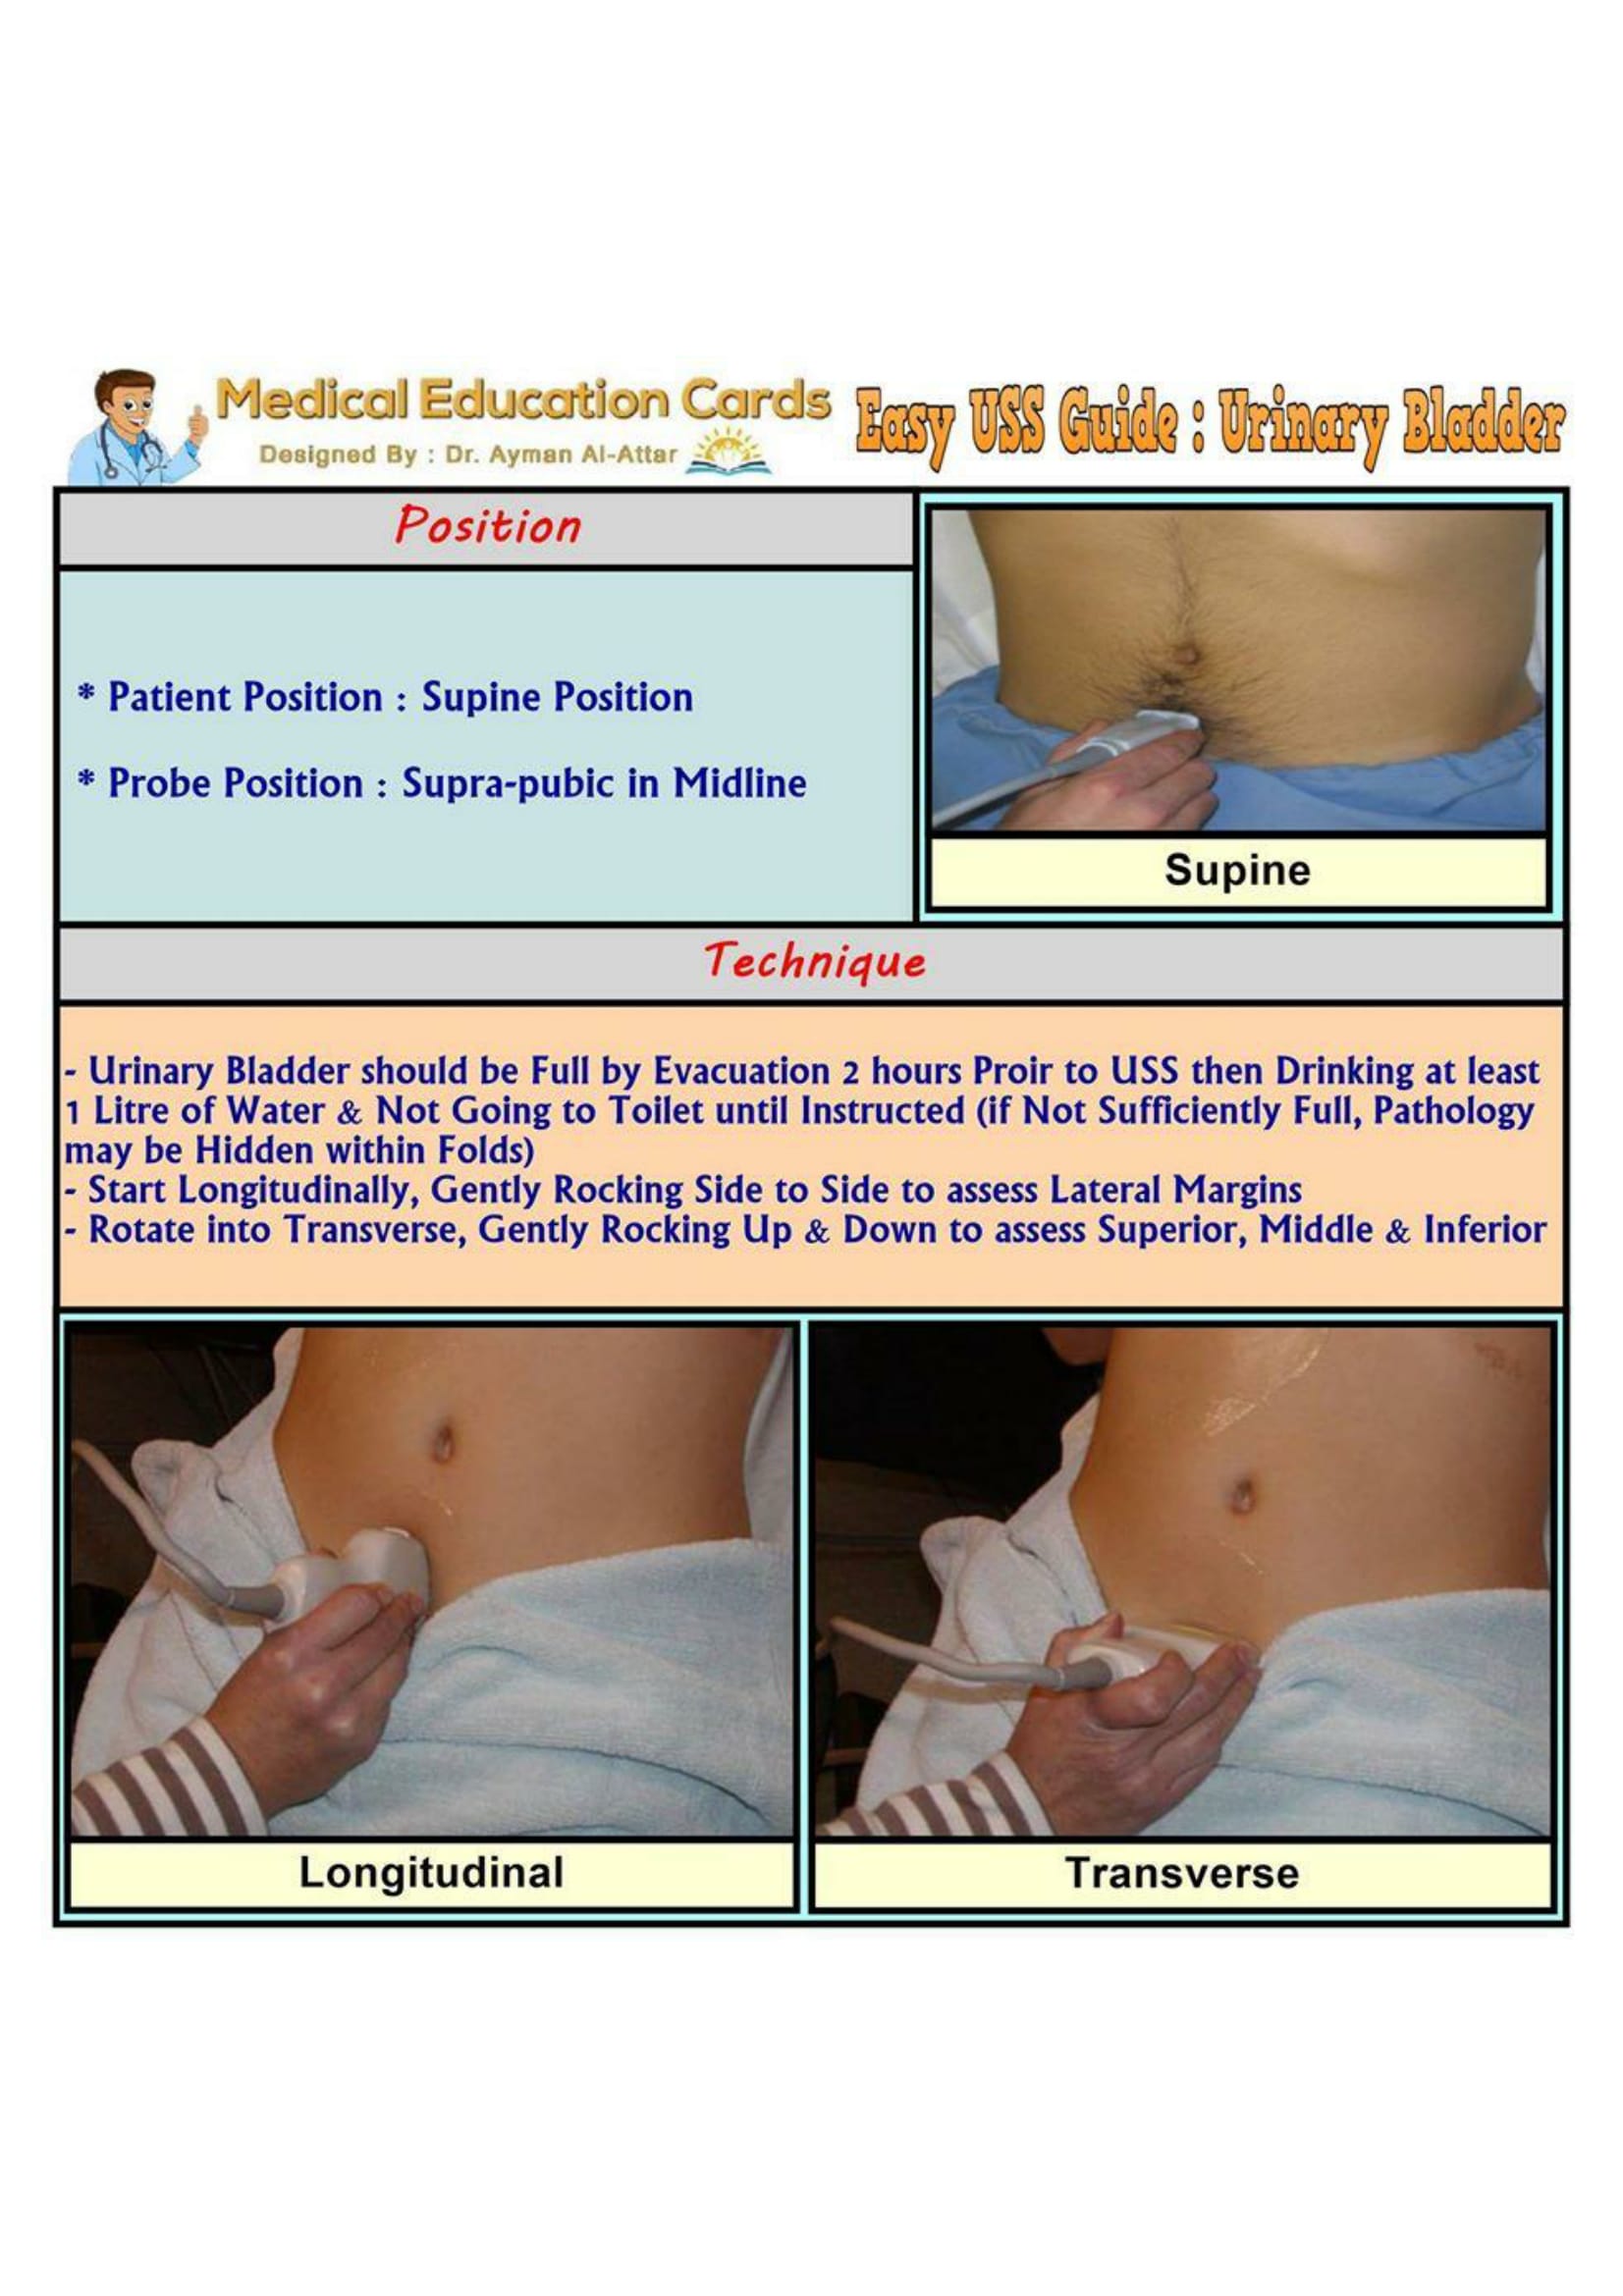 Medical Education Cards
Designed By : Dr. Ayman Al-Attar
Easy USS Guide : Urinary Bladder
Position
* Patient Position : Supine Position
* Probe Position : Supra-pubic in Midline
Supine
Technique
- Urinary Bladder should be Full by Evacuation 2 hours Proir to USS then Drinking at least
1 Litre of Water & Not Going to Toilet until Instructed (if Not Sufficiently Full, Pathology
may be Hidden within Folds)
- Start Longitudinally, Gently Rocking Side to Side to assess Lateral Margins
- Rotate into Transverse, Gently Rocking Up & Down to assess Superior, Middle & Inferior
Longitudinal
Transverse